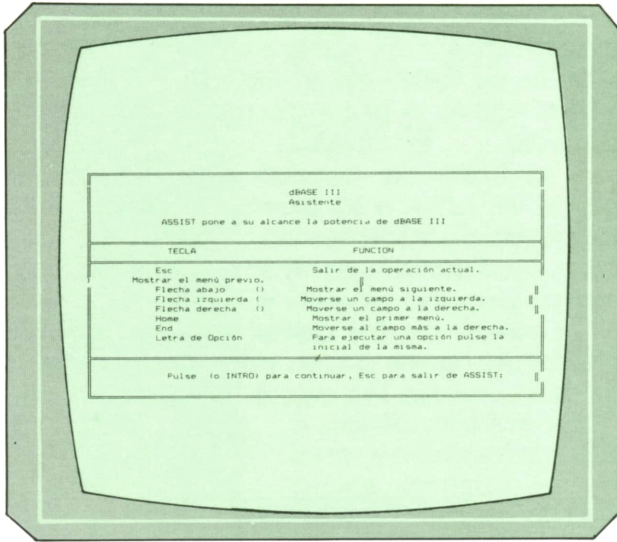 dBASE III
Asistente
ASSIST pone a su alcance la potencia de dBASE III
TECLA FUNCION
Esc Salir de la operación actual.
Mostrar el menú previo.
Flecha abajo () Mostrar el menú siguiente.
Flecha izquierda ( Moverse un campo a la izquierda.
Flecha derecha () Moverse un campo a la derecha.
Home Mostrar el primer menú.
End Moverse al campo más a la derecha.
Letra de Opción Para ejecutar una opción pulse la
inicial de la misma.
Pulse (o INTRO) para continuar, Esc para salir de ASSIST: